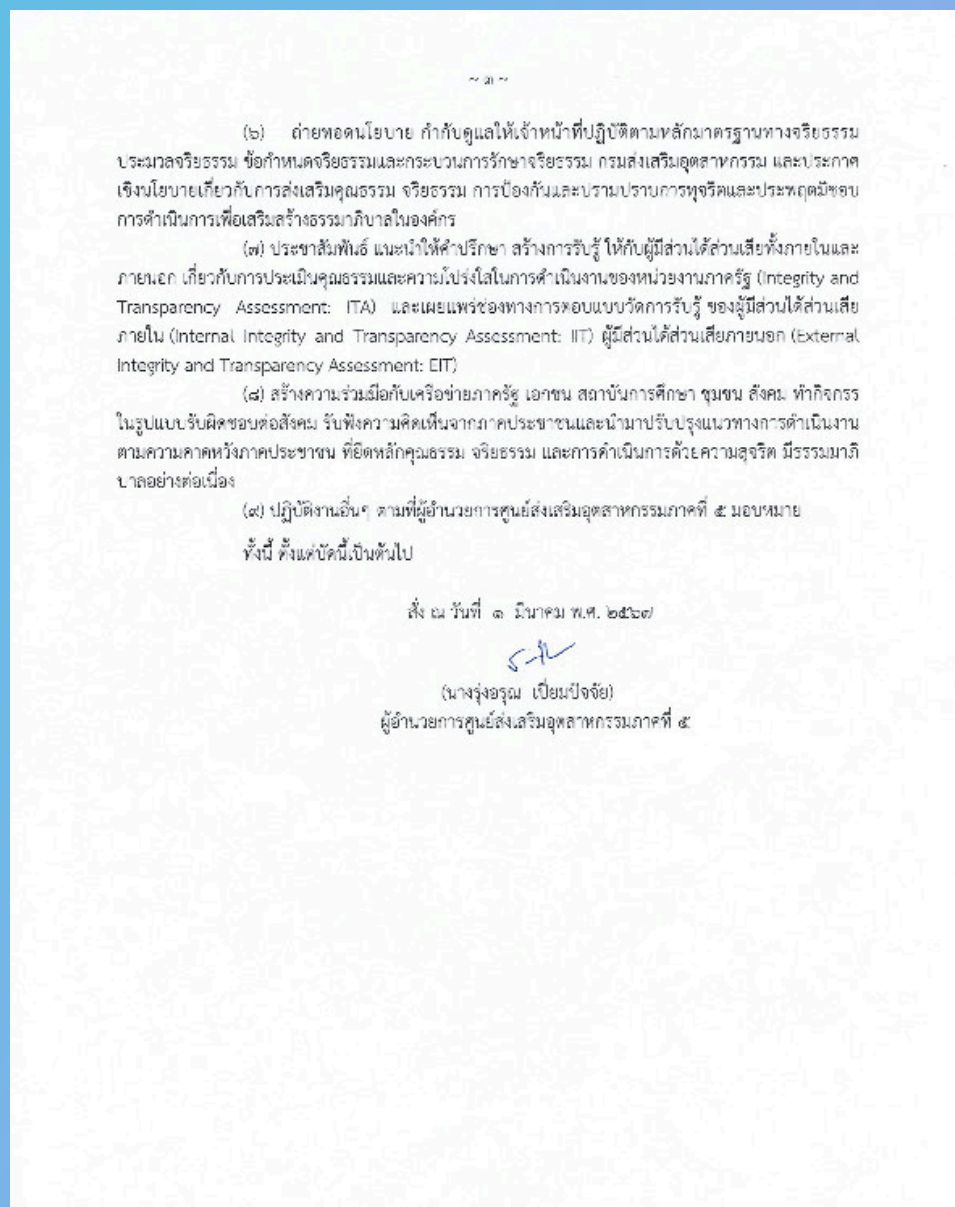 ~ ๓ ~
(๖) ถ่ายทอดนโยบาย กำกับดูแลให้เจ้าหน้าที่ปฏิบัติตามหลักมาตรฐานทางจริยธรรม
ประมวลจริยธรรม ข้อกำหนดจริยธรรมและกระบวนการรักษาจริยธรรม กรมส่งเสริมอุตสาหกรรม และประกาศ
เชิงนโยบายเกี่ยวกับการส่งเสริมคุณธรรม จริยธรรม การป้องกันและปราบปรามการทุจริตและประพฤติมิชอบ
การดำเนินการเพื่อเสริมสร้างธรรมาภิบาลในองค์กร
(๗) ประชาสัมพันธ์ แนะนำให้คำปรึกษา สร้างการรับรู้ ให้กับผู้มีส่วนได้ส่วนเสียทั้งภายในและ
ภายนอก เกี่ยวกับการประเมินคุณธรรมและความโปร่งใสในการดำเนินงานของหน่วยงานภาครัฐ (Integrity and
Transparency Assessment: ITA) และเผยแพร่ช่องทางการตอบแบบวัดการรับรู้ ของผู้มีส่วนได้ส่วนเสีย
ภายใน (Internal Integrity and Transparency Assessment: IIT) ผู้มีส่วนได้ส่วนเสียภายนอก (External
Integrity and Transparency Assessment: EIT)
(๘) สร้างความร่วมมือกับเครือข่ายภาครัฐ เอกชน สถาบันการศึกษา ชุมชน สังคม ทำกิจกรร
ในรูปแบบรับผิดชอบต่อสังคม รับฟังความคิดเห็นจากภาคประชาชนและนำมาปรับปรุงแนวทางการดำเนินงาน
ตามความคาดหวังภาคประชาชน ที่ยึดหลักคุณธรรม จริยธรรม และการดำเนินการด้วยความสุจริต มีธรรมมาภิ
บาลอย่างต่อเนื่อง
(๙) ปฏิบัติงานอื่นๆ ตามที่ผู้อำนวยการศูนย์ส่งเสริมอุตสาหกรรมภาคที่ ๕ มอบหมาย
ทั้งนี้ ตั้งแต่บัดนี้เป็นต้นไป
สั่ง ณ วันที่ ๑ มีนาคม พ.ศ. ๒๕๖๗
(นางรุ่งอรุณ เปี่ยมปัจจัย)
ผู้อำนวยการศูนย์ส่งเสริมอุตสาหกรรมภาคที่ ๕